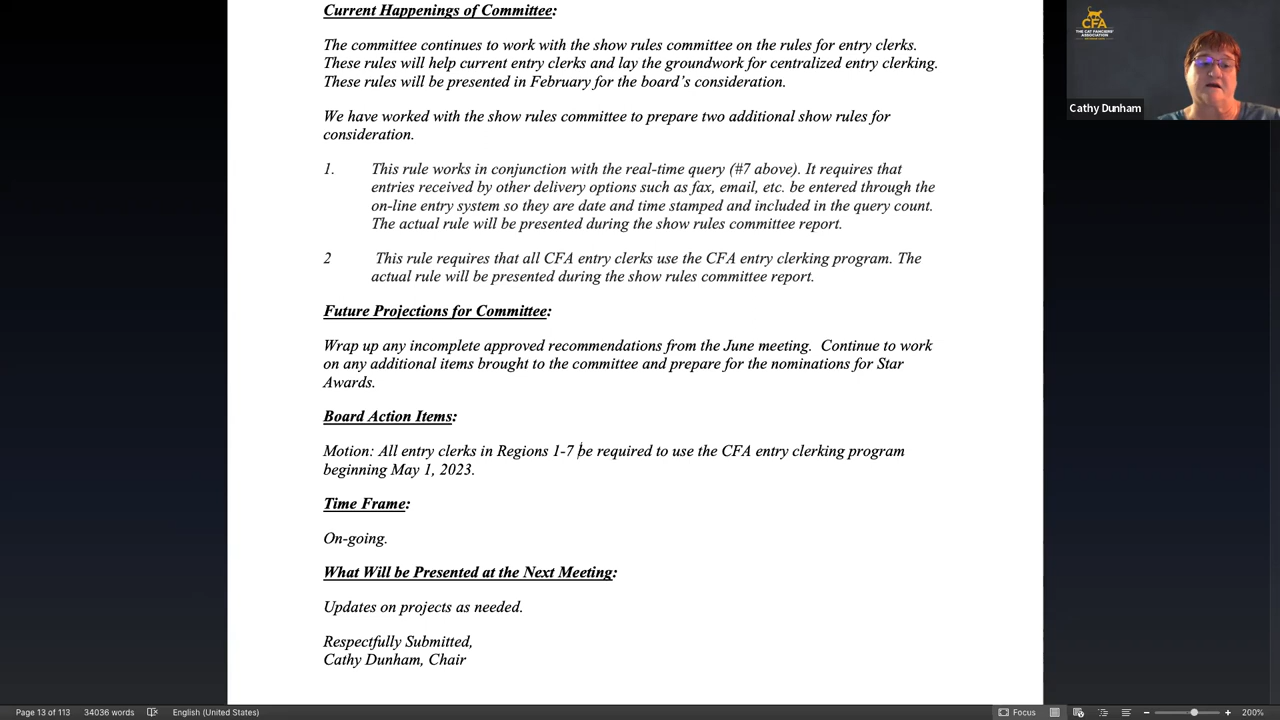 Current Happenings of Committee:
The committee continues to work with the show rules committee on the rules for entry clerks.
These rules will help current entry clerks and lay the groundwork for centralized entry clerking.
These rules will be presented in February for the board's consideration.
We have worked with the show rules committee to prepare two additional show rules for
consideration.
1. This rule works in conjunction with the real-time query (#7 above). It requires that
entries received by other delivery options such as fax, email, etc. be entered through the
on-line entry system so they are date and time stamped and included in the query count.
The actual rule will be presented during the show rules committee report.
2 This rule requires that all CFA entry clerks use the CFA entry clerking program. The
actual rule will be presented during the show rules committee report.
Future Projections for Committee:
Wrap up any incomplete approved recommendations from the June meeting. Continue to work
on any additional items brought to the committee and prepare for the nominations for Star
Awards.
Board Action Items:
Motion: All entry clerks in Regions 1-7 be required to use the CFA entry clerking program
beginning May 1, 2023.
Time Frame:
On-going.
What Will be Presented at the Next Meeting:
Updates on projects as needed.
Respectfully Submitted,
Cathy Dunham, Chair
CFA
THE CAT FANCIERS'
ASSOCIATION
Cathy Dunham
Page 13 of 113 34036 words English (United States) Focus 200%